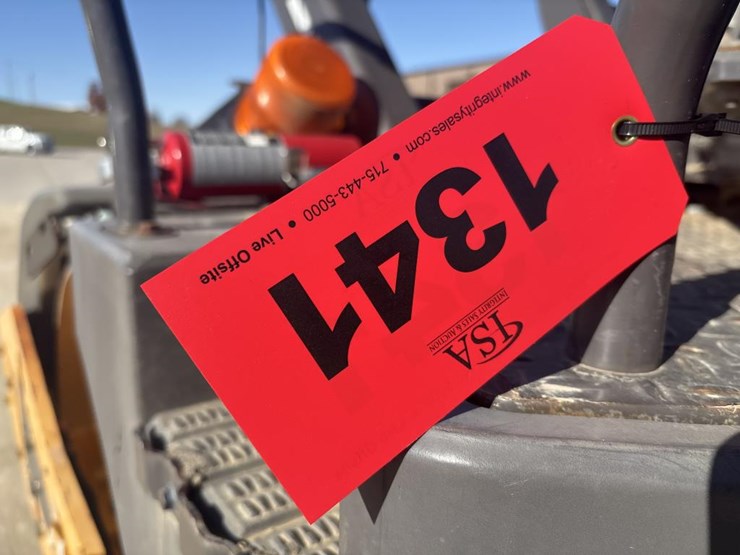 ISA
INTEGRITY SALES & AUCTION
1341
www.integritysales.com • 715-443-5000 • Live Offsite